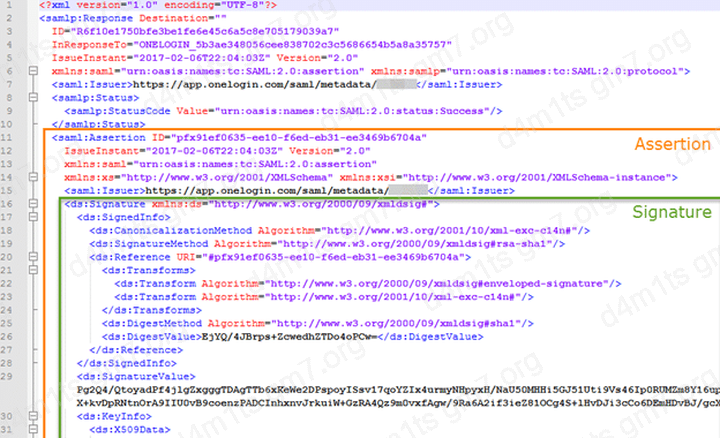 1 <?xml version="1.0" encoding="UTF-8"?>
2 <samlp:Response Destination=""
3 ID="R6f10e1750bfe3be1fe6e45c6a5c8e705179039a7"
4 InResponseTo="ONELOGIN_5b3ae348056cee838702c3c5686654b5a8a35757"
5 IssueInstant="2017-02-06T22:04:03Z" Version="2.0"
6 xmlns:saml="urn:oasis:names:tc:SAML:2.0:assertion" xmlns:samlp="urn:oasis:names:tc:SAML:2.0:protocol">
7 <saml:Issuer>https://app.onelogin.com/saml/metadata/</saml:Issuer>
8 <samlp:Status>
9 <samlp:StatusCode Value="urn:oasis:names:tc:SAML:2.0:status:Success"/>
10 </samlp:Status>
11 <saml:Assertion ID="pfx91ef0635-ee10-f6ed-eb31-ee3469b6704a"
Assertion
12 IssueInstant="2017-02-06T22:04:03Z" Version="2.0"
13 xmlns:saml="urn:oasis:names:tc:SAML:2.0:assertion"
14 xmlns:xs="http://www.w3.org/2001/XMLSchema" xmlns:xsi="http://www.w3.org/2001/XMLSchema-instance">
15 <saml:Issuer>https://app.onelogin.com/saml/metadata/</saml:Issuer>
16 <ds:Signature xmlns:ds="http://www.w3.org/2000/09/xmldsig#">
Signature
17 <ds:SignedInfo>
18 <ds:CanonicalizationMethod Algorithm="http://www.w3.org/2001/10/xml-exc-c14n#"/>
19 <ds:SignatureMethod Algorithm="http://www.w3.org/2000/09/xmldsig#rsa-sha1"/>
20 <ds:Reference URI="#pfx91ef0635-ee10-f6ed-eb31-ee3469b6704a">
21 <ds:Transforms>
22 <ds:Transform Algorithm="http://www.w3.org/2000/09/xmldsig#enveloped-signature"/>
23 <ds:Transform Algorithm="http://www.w3.org/2001/10/xml-exc-c14n#"/>
24 </ds:Transforms>
25 <ds:DigestMethod Algorithm="http://www.w3.org/2000/09/xmldsig#sha1"/>
26 <ds:DigestValue>EjYQ/4JBrps+ZcwedhZTDo4oPCw=</ds:DigestValue>
27 </ds:Reference>
28 </ds:SignedInfo>
29 <ds:SignatureValue>
Pg2Q4/QtoyadPf4jlgZxgggTDAgTTb6xKeWe2DPspoyISsv17qoYZIx4urmyNHpyxH/NaU50MHHi5GJ51Uti9Vs46Ip0RUMZm8Y16up
X+kvDpRNtnOrA9IIU0vB9coenzPADCInhxnvJrkuiW+GzRA4Qz9m0vxfAgw/9Ra6A2if3ieZ81OCg4S+lHvDJi3cCo6DEmHDvBJ/gcX
30 <ds:KeyInfo>
31 <ds:X509Data>
d4m1ts gm7.org